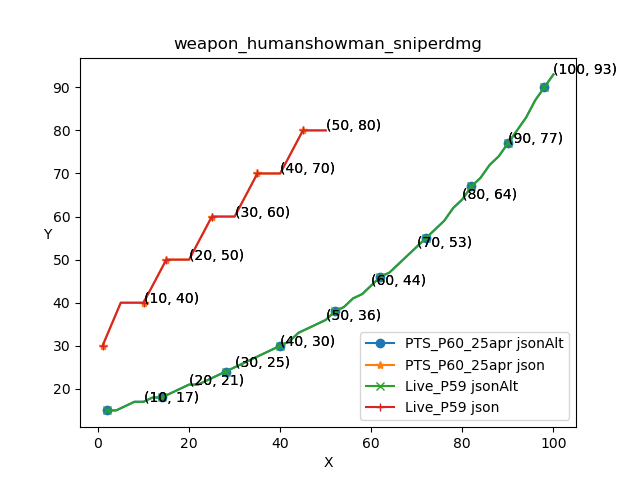 weapon_humanshowman_sniperdmg
90
80
70
60
50
40
30
20
Y
(100, 93)
(50, 80)
(90, 77)
(40, 70)
(80, 64)
(30, 60)
(70, 53)
(20, 50)
(60, 44)
(10, 40)
(50, 36)
(40, 30)
(30, 25)
(20, 21)
(10, 17)
PTS_P60_25apr jsonAlt
PTS_P60_25apr json
Live_P59 jsonAlt
Live_P59 json
0 20 40 60 80 100
X